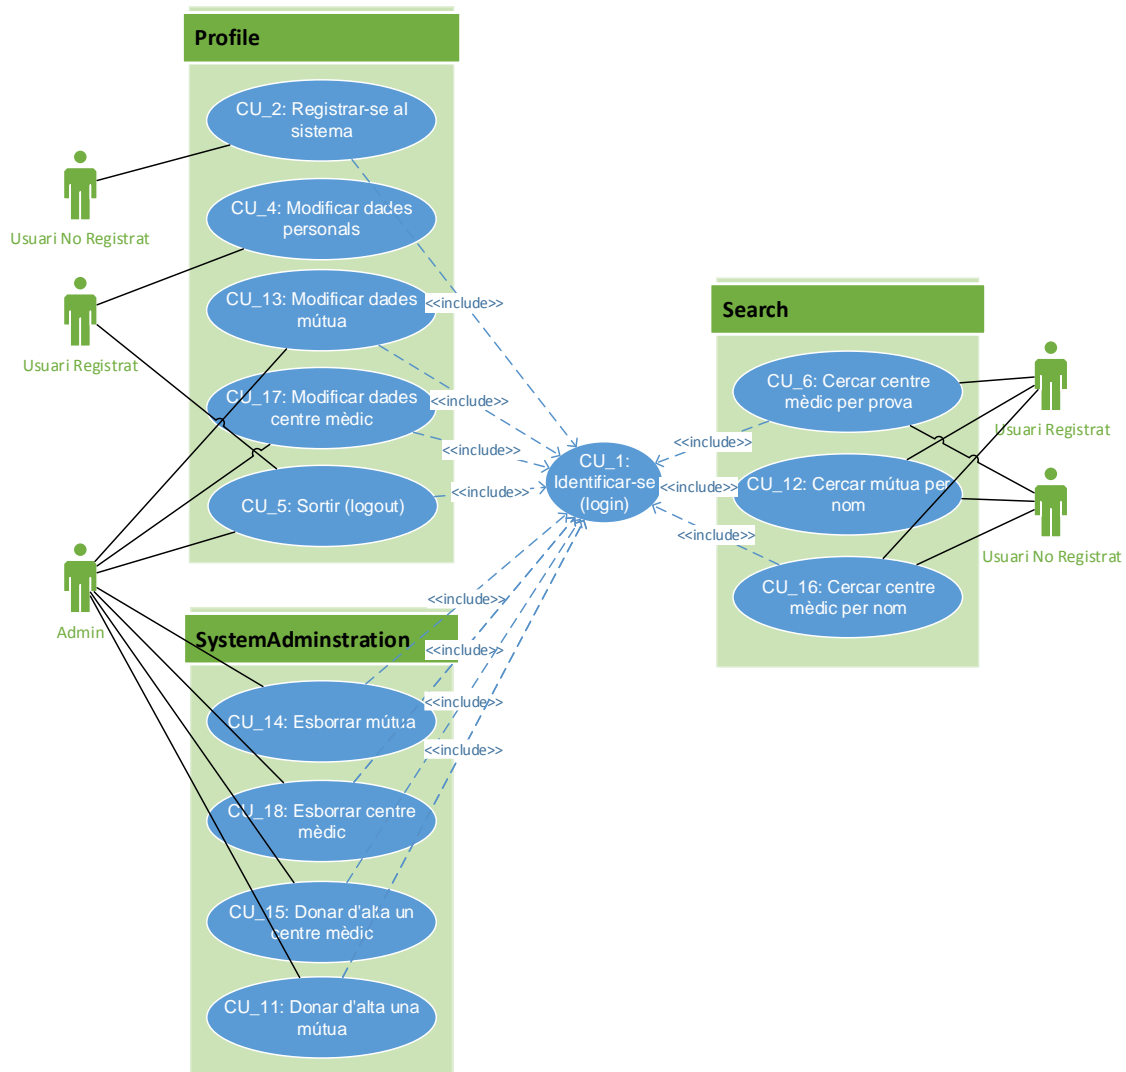 Profile
CU_2: Registrar-se al
sistema
Usuari No Registrat
CU_4: Modificar dades
personals
CU_13: Modificar dades
mútua
Usuari Registrat
CU_17: Modificar dades
centre mèdic
CU_5: Sortir (logout)
Admin
<<include>>
<<include>>
<<include>>
<<include>>
CU_1:
Identificar-se
(login)
Search
CU_6: Cercar centre
mèdic per prova
CU_12: Cercar mútua per
nom
CU_16: Cercar centre
mèdic per nom
<<include>>
<<include>>
<<include>>
Usuari Registrat
Usuari No Registrat
SystemAdminstration
CU_14: Esborrar mútua
CU_18: Esborrar centre
mèdic
CU_15: Donar d'alta un
centre mèdic
CU_11: Donar d'alta una
mútua
<<include>>
<<include>>
<<include>>
<<include>>